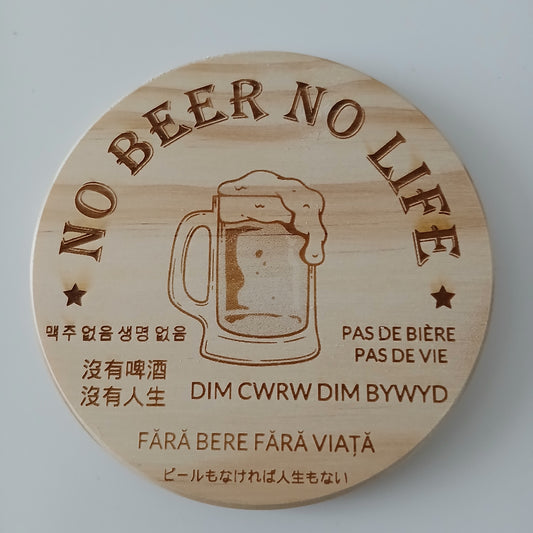 NO BEER NO LIFE
맥주 없음 생명 없음
PAS DE BIÈRE
PAS DE VIE
沒有啤酒
沒有人生
DIM CWRW DIM BYWYD
FĂRĂ BERE FĂRĂ VIAȚĂ
ビールもなければ人生もない